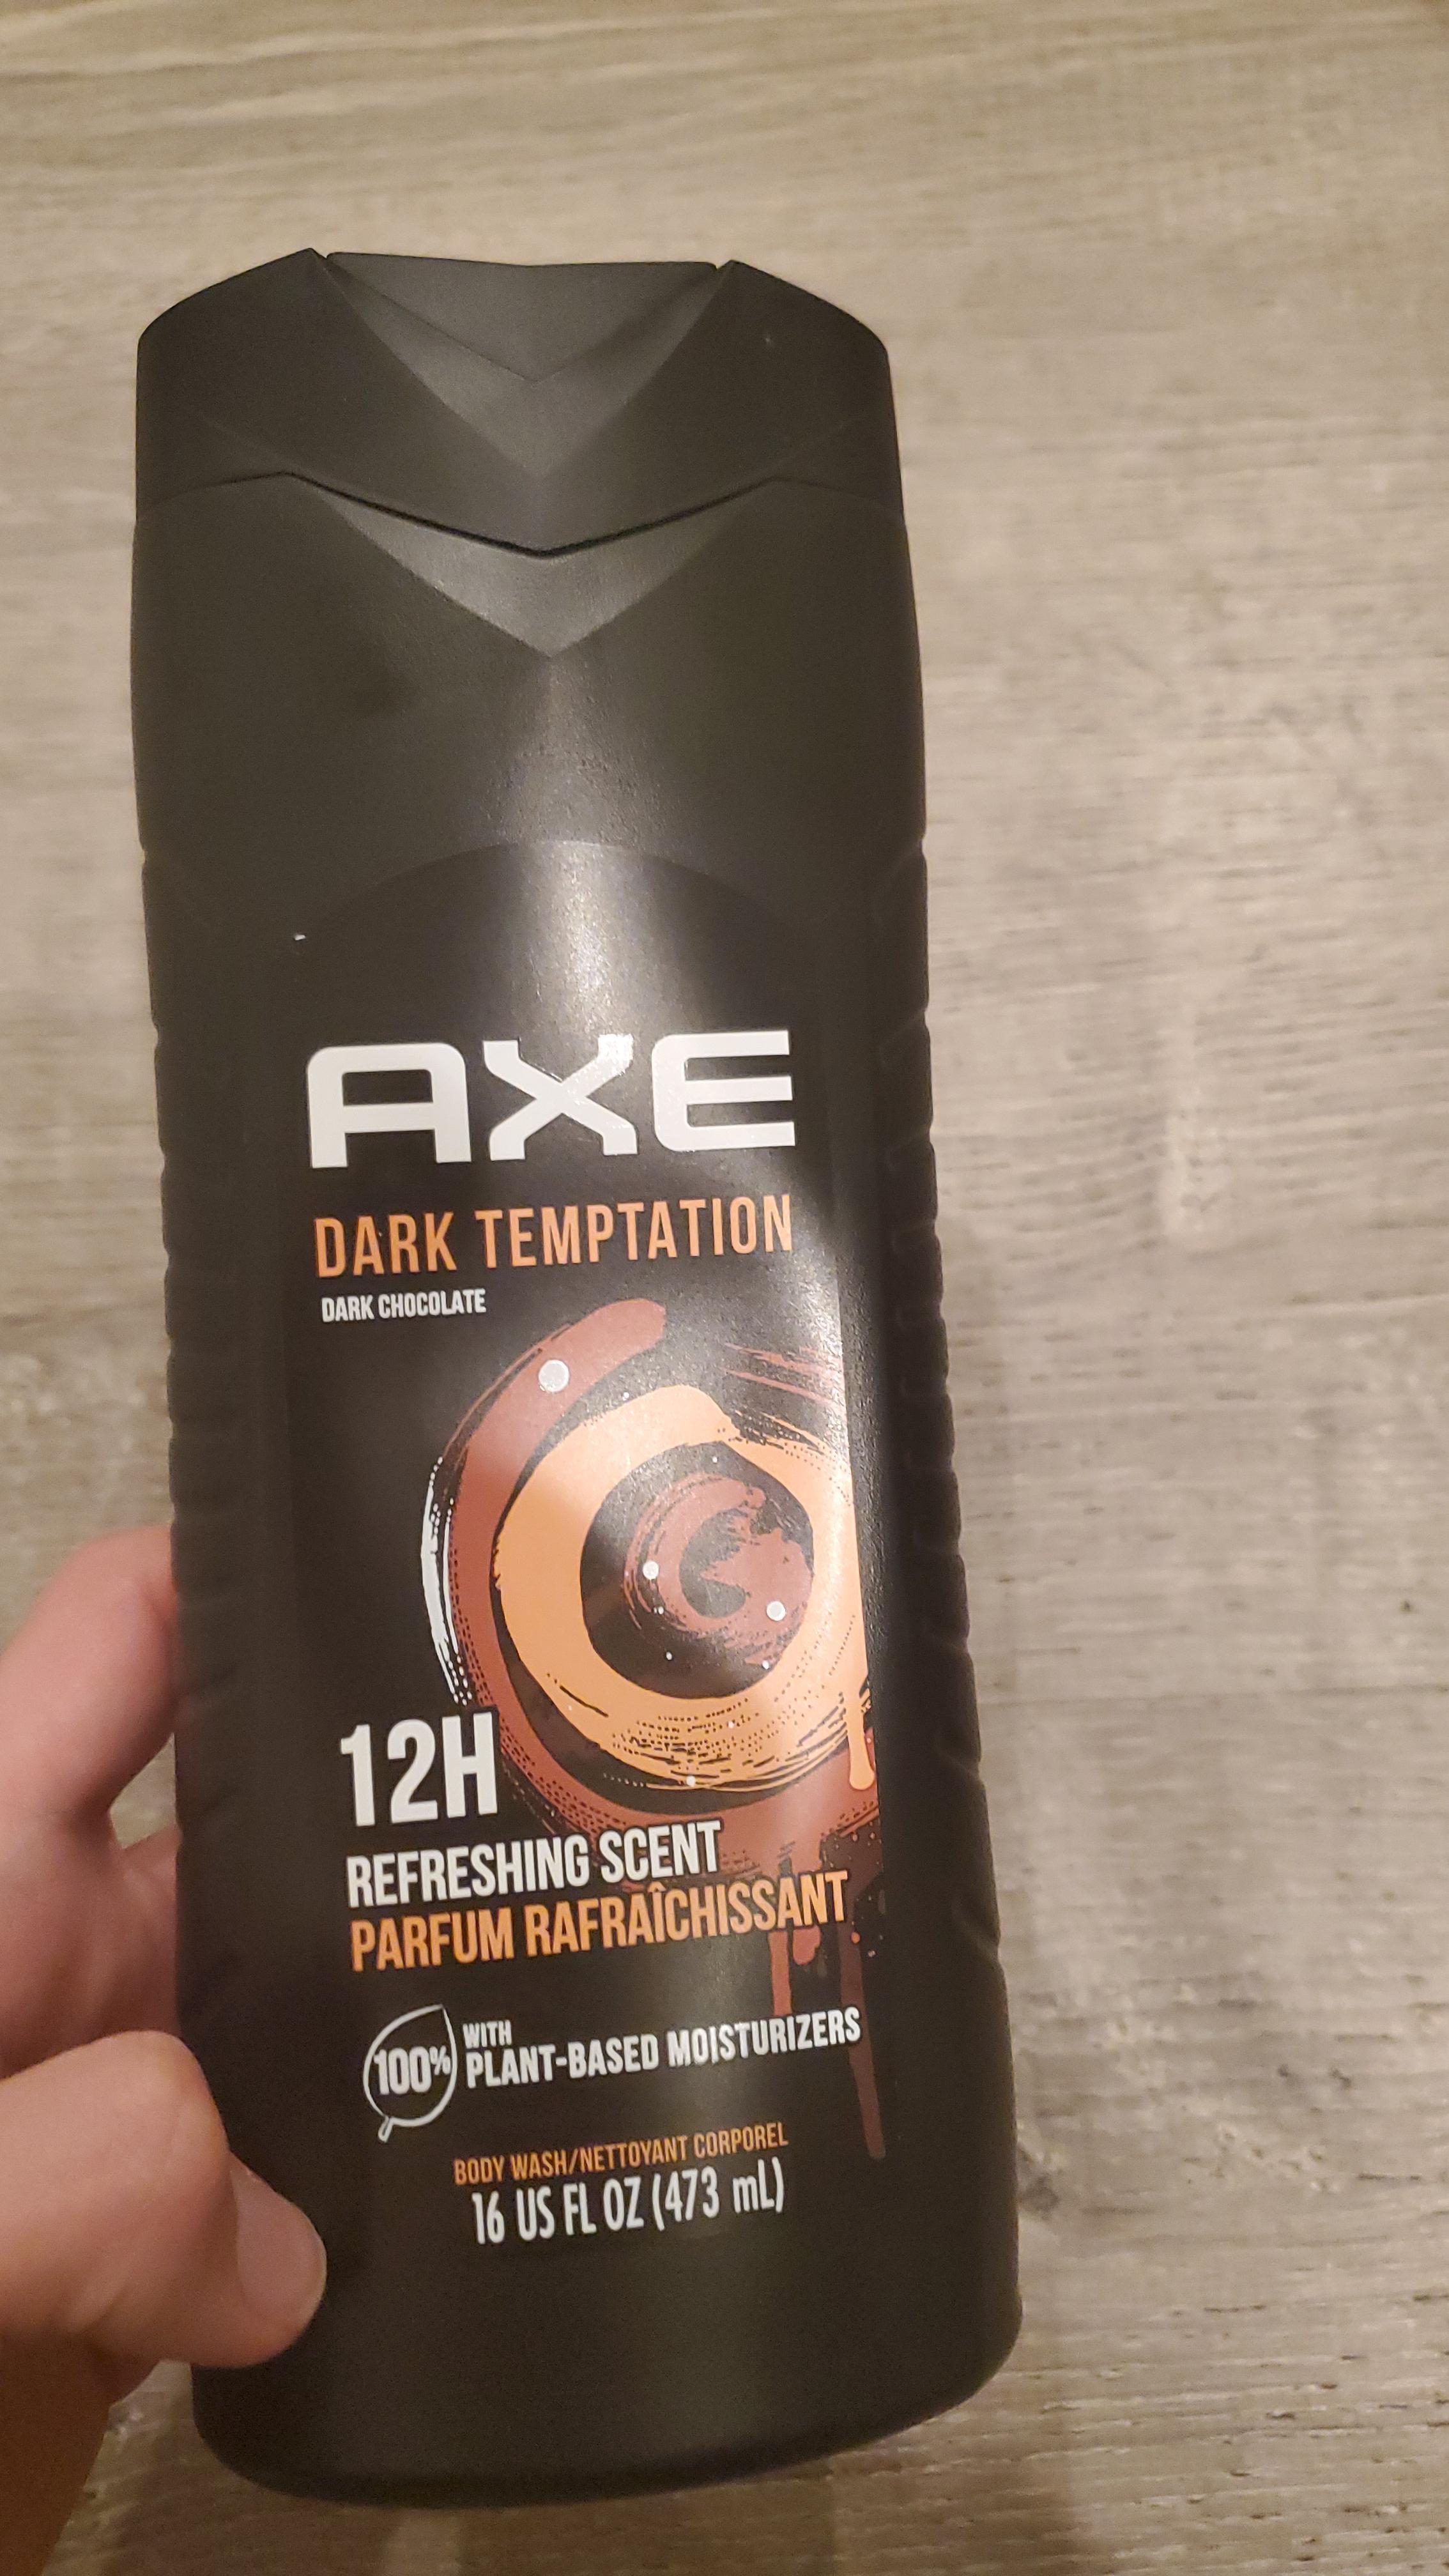 AXE
DARK TEMPTATION
DARK CHOCOLATE
12H
REFRESHING SCENT
PARFUM RAFRAÎCHISSANT
100% WITH
PLANT-BASED MOISTURIZERS
BODY WASH/NETTOYANT CORPOREL
16 US FL OZ (473 mL)